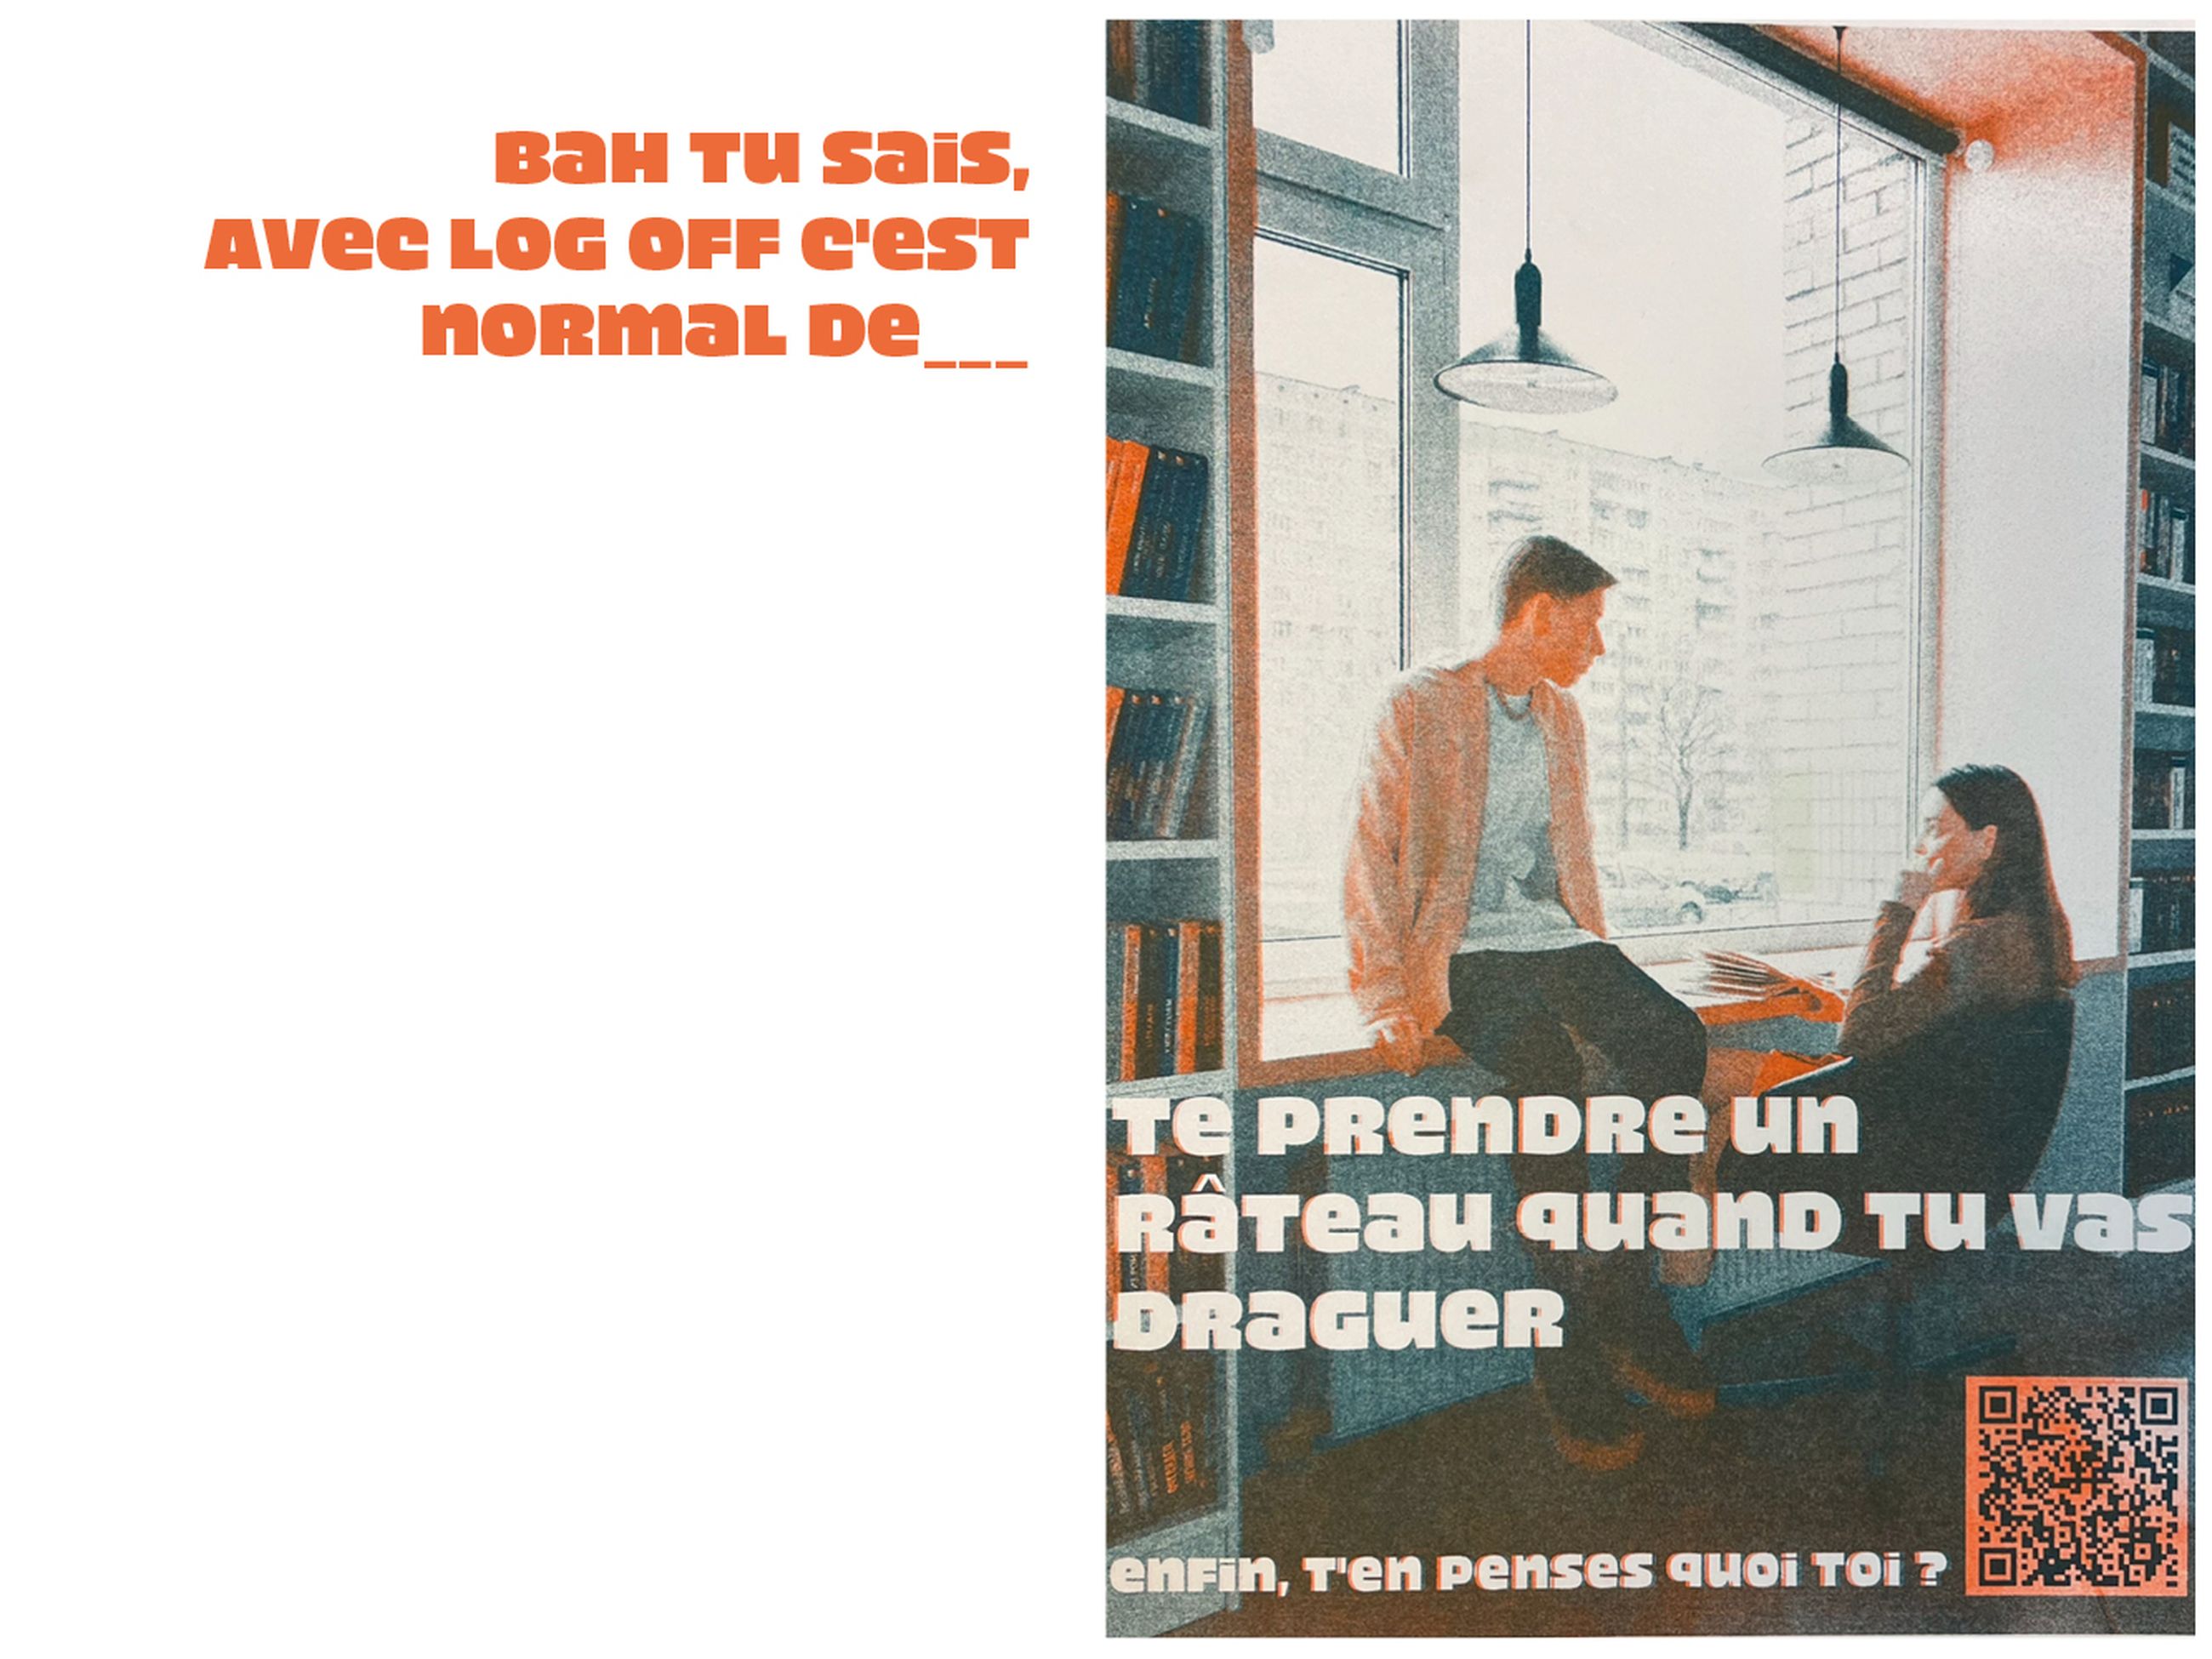 Bah tu sais,
avec Log Off c'est
normal de___
Te prendre un
râteau quand tu vas
draguer
enfin, t'en penses quoi toi ?